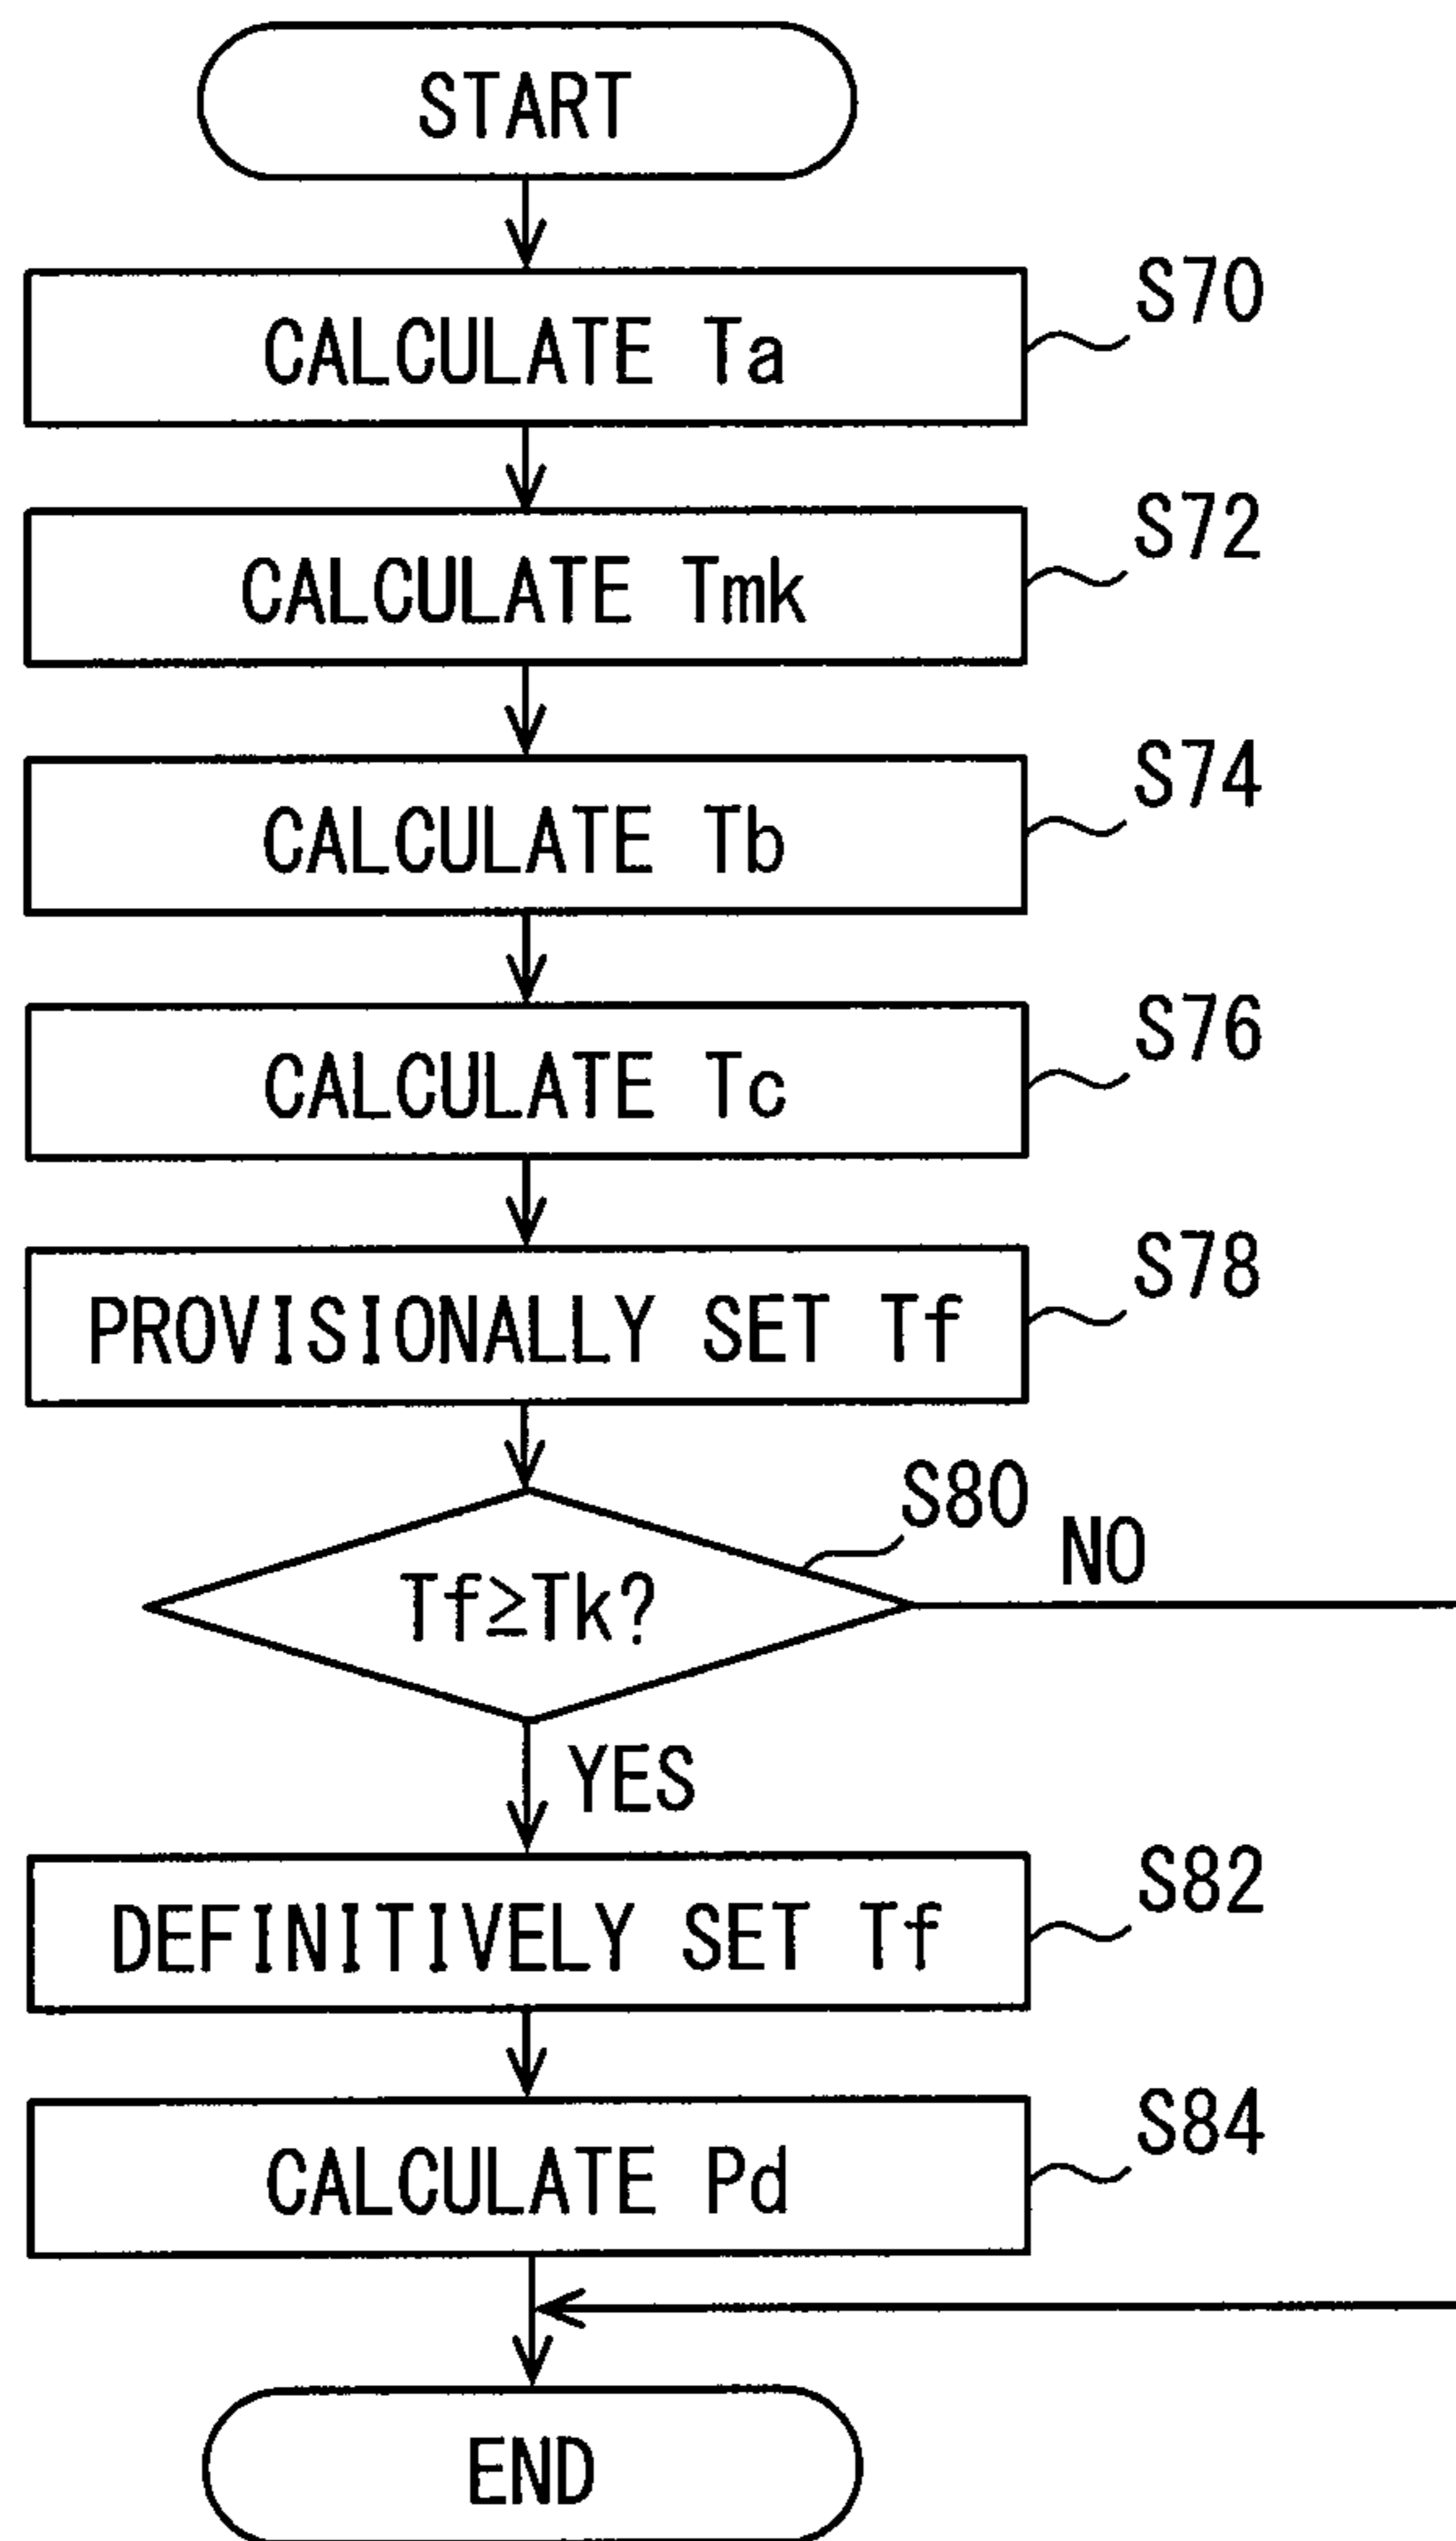 START
CALCULATE Ta
S70
CALCULATE Tmk
S72
CALCULATE Tb
S74
CALCULATE Tc
S76
PROVISIONALLY SET Tf
S78
Tf≧Tk?
S80
NO
YES
DEFINITIVELY SET Tf
S82
CALCULATE Pd
S84
END